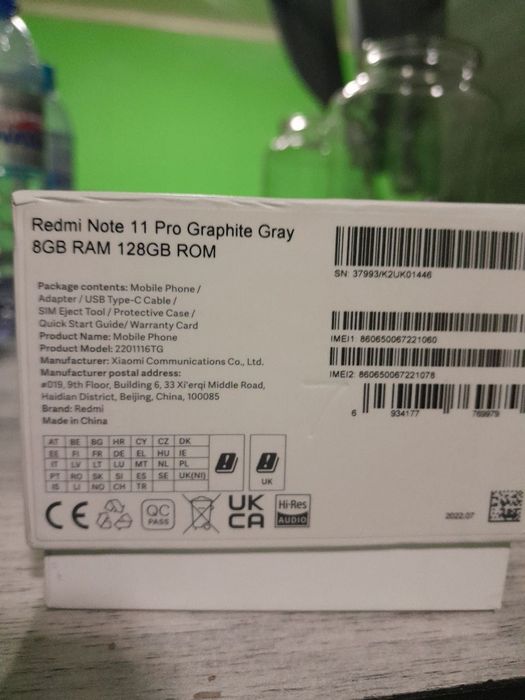 Redmi Note 11 Pro Graphite Gray
8GB RAM 128GB ROM
Package contents: Mobile Phone /
Adapter / USB Type-C Cable /
SIM Eject Tool / Protective Case /
Quick Start Guide/ Warranty Card
Product Name: Mobile Phone
Product Model: 2201116TG
Manufacturer: Xiaomi Communications Co., Ltd.
Manufacturer postal address:
#019, 9th Floor, Building 6, 33 Xi'erqi Middle Road,
Haidian District, Beijing, China, 100085
Brand: Redmi
Made in China
SN: 37993/K2UK01446
IMEI1 860650067221060
IMEI2 860650067221078
6 934177 769979
AT BE BG HR CY CZ DK
EE FI FR DE EL HU IE
IT LV LT LU MT NL PL
PT RO SK SI ES SE UK(NI)
IS LI NO CH TR
UK
CE
QC
PASS
UK
CA
Hi-Res
AUDIO
2022.07